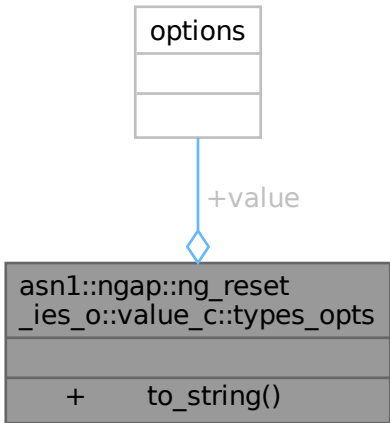 options
+value
asn1::ngap::ng_reset
_ies_o::value_c::types_opts
+ to_string()